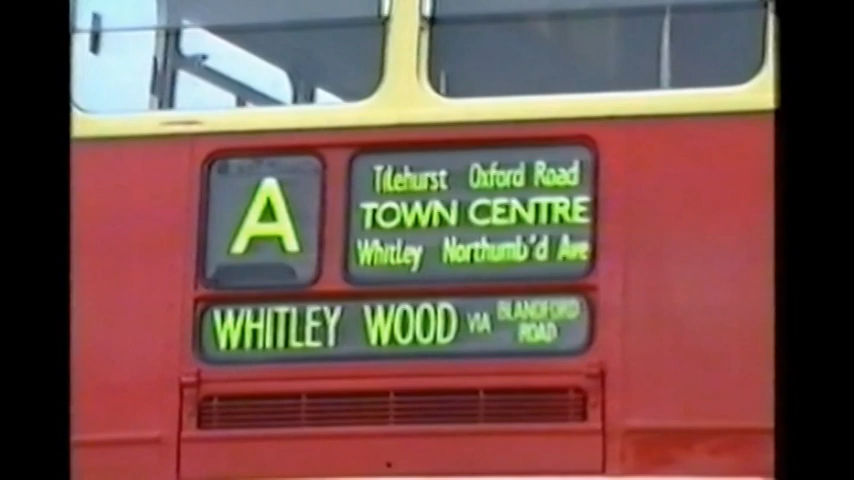 A
Tilehurst Oxford Road
TOWN CENTRE
Whitley Northumb'd Ave
WHITLEY WOOD VIA BLANDFORD ROAD